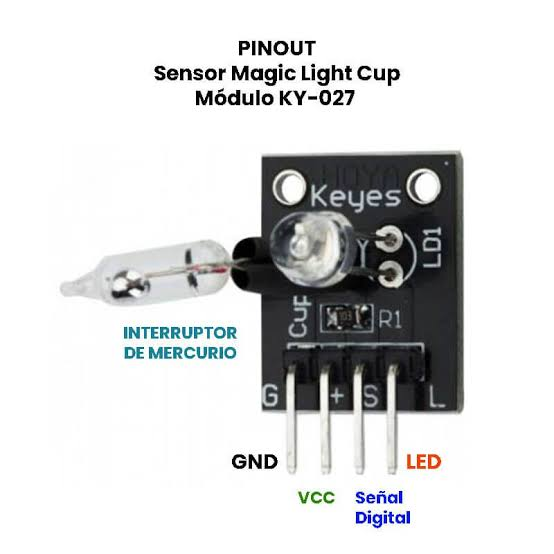 PINOUT
Sensor Magic Light Cup
Módulo KY-027
Keyes
LD1
Y
Cup
103
R1
INTERRUPTOR
DE MERCURIO
G + S L
GND
LED
VCC
Señal
Digital